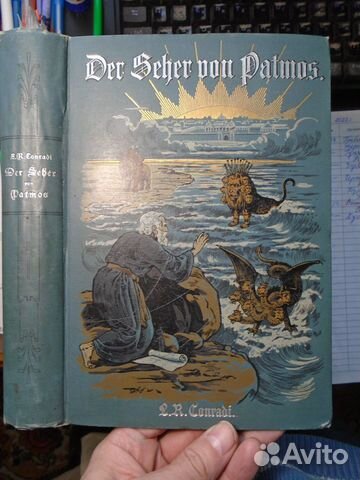 L.R. Conradi
Der Seher
von
Patmos
Der Seher von Patmos.
L.R. Conradi.
Avito